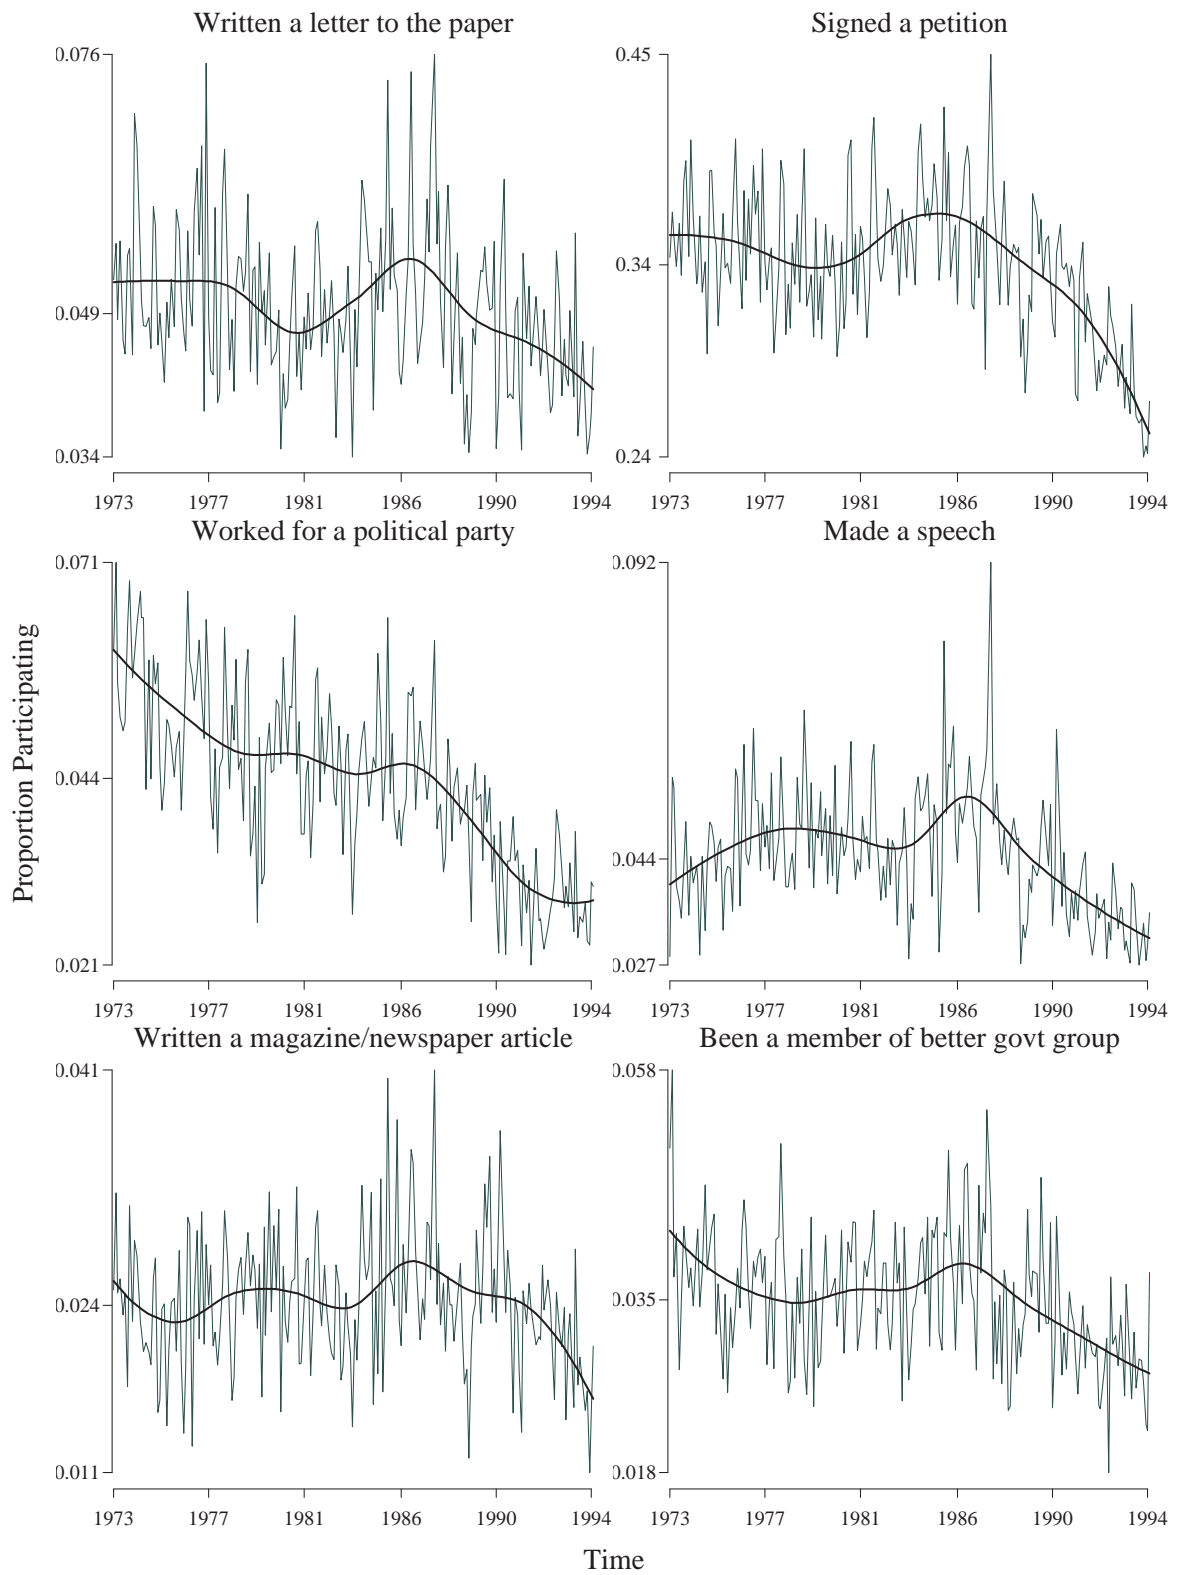 Written a letter to the paper
0.076
0.049
0.034
1973 1977 1981 1986 1990 1994
Signed a petition
0.45
0.34
0.24
1973 1977 1981 1986 1990 1994
Worked for a political party
0.071
0.044
0.021
1973 1977 1981 1986 1990 1994
Made a speech
0.092
0.044
0.027
1973 1977 1981 1986 1990 1994
Proportion Participating
Written a magazine/newspaper article
0.041
0.024
0.011
1973 1977 1981 1986 1990 1994
Been a member of better govt group
0.058
0.035
0.018
1973 1977 1981 1986 1990 1994
Time